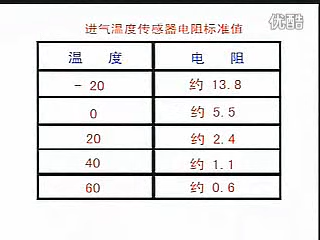 优酷
进气温度传感器电阻标准值
温 度 电 阻
- 20 约 13.8
0 约 5.5
20 约 2.4
40 约 1.1
60 约 0.6